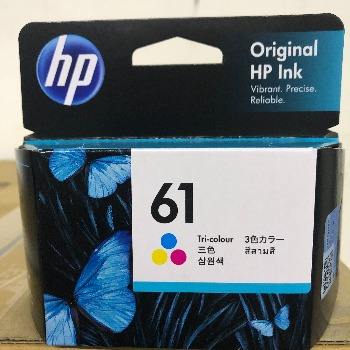 hp
Original
HP Ink
Vibrant. Precise.
Reliable.
61
Tri-colour 3色カラー
三色 สีสามสี
삼원색